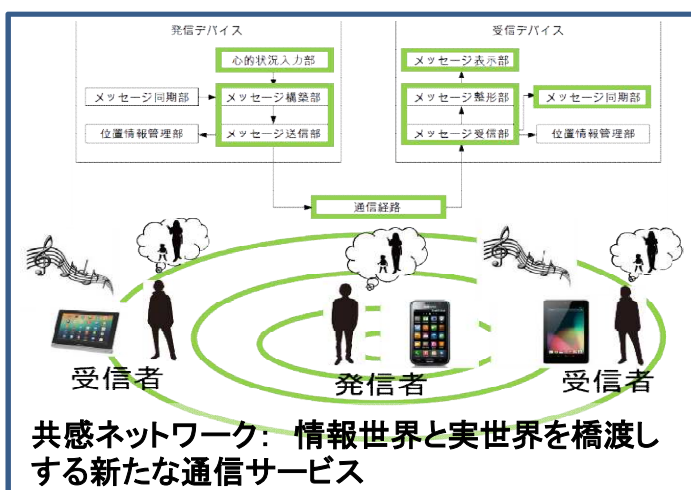 発信デバイス
心的状況入力部
メッセージ同期部
メッセージ構築部
位置情報管理部
メッセージ送信部
受信デバイス
メッセージ表示部
メッセージ整形部
メッセージ同期部
メッセージ受信部
位置情報管理部
通信経路
受信者
発信者
受信者
共感ネットワーク： 情報世界と実世界を橋渡し
する新たな通信サービス